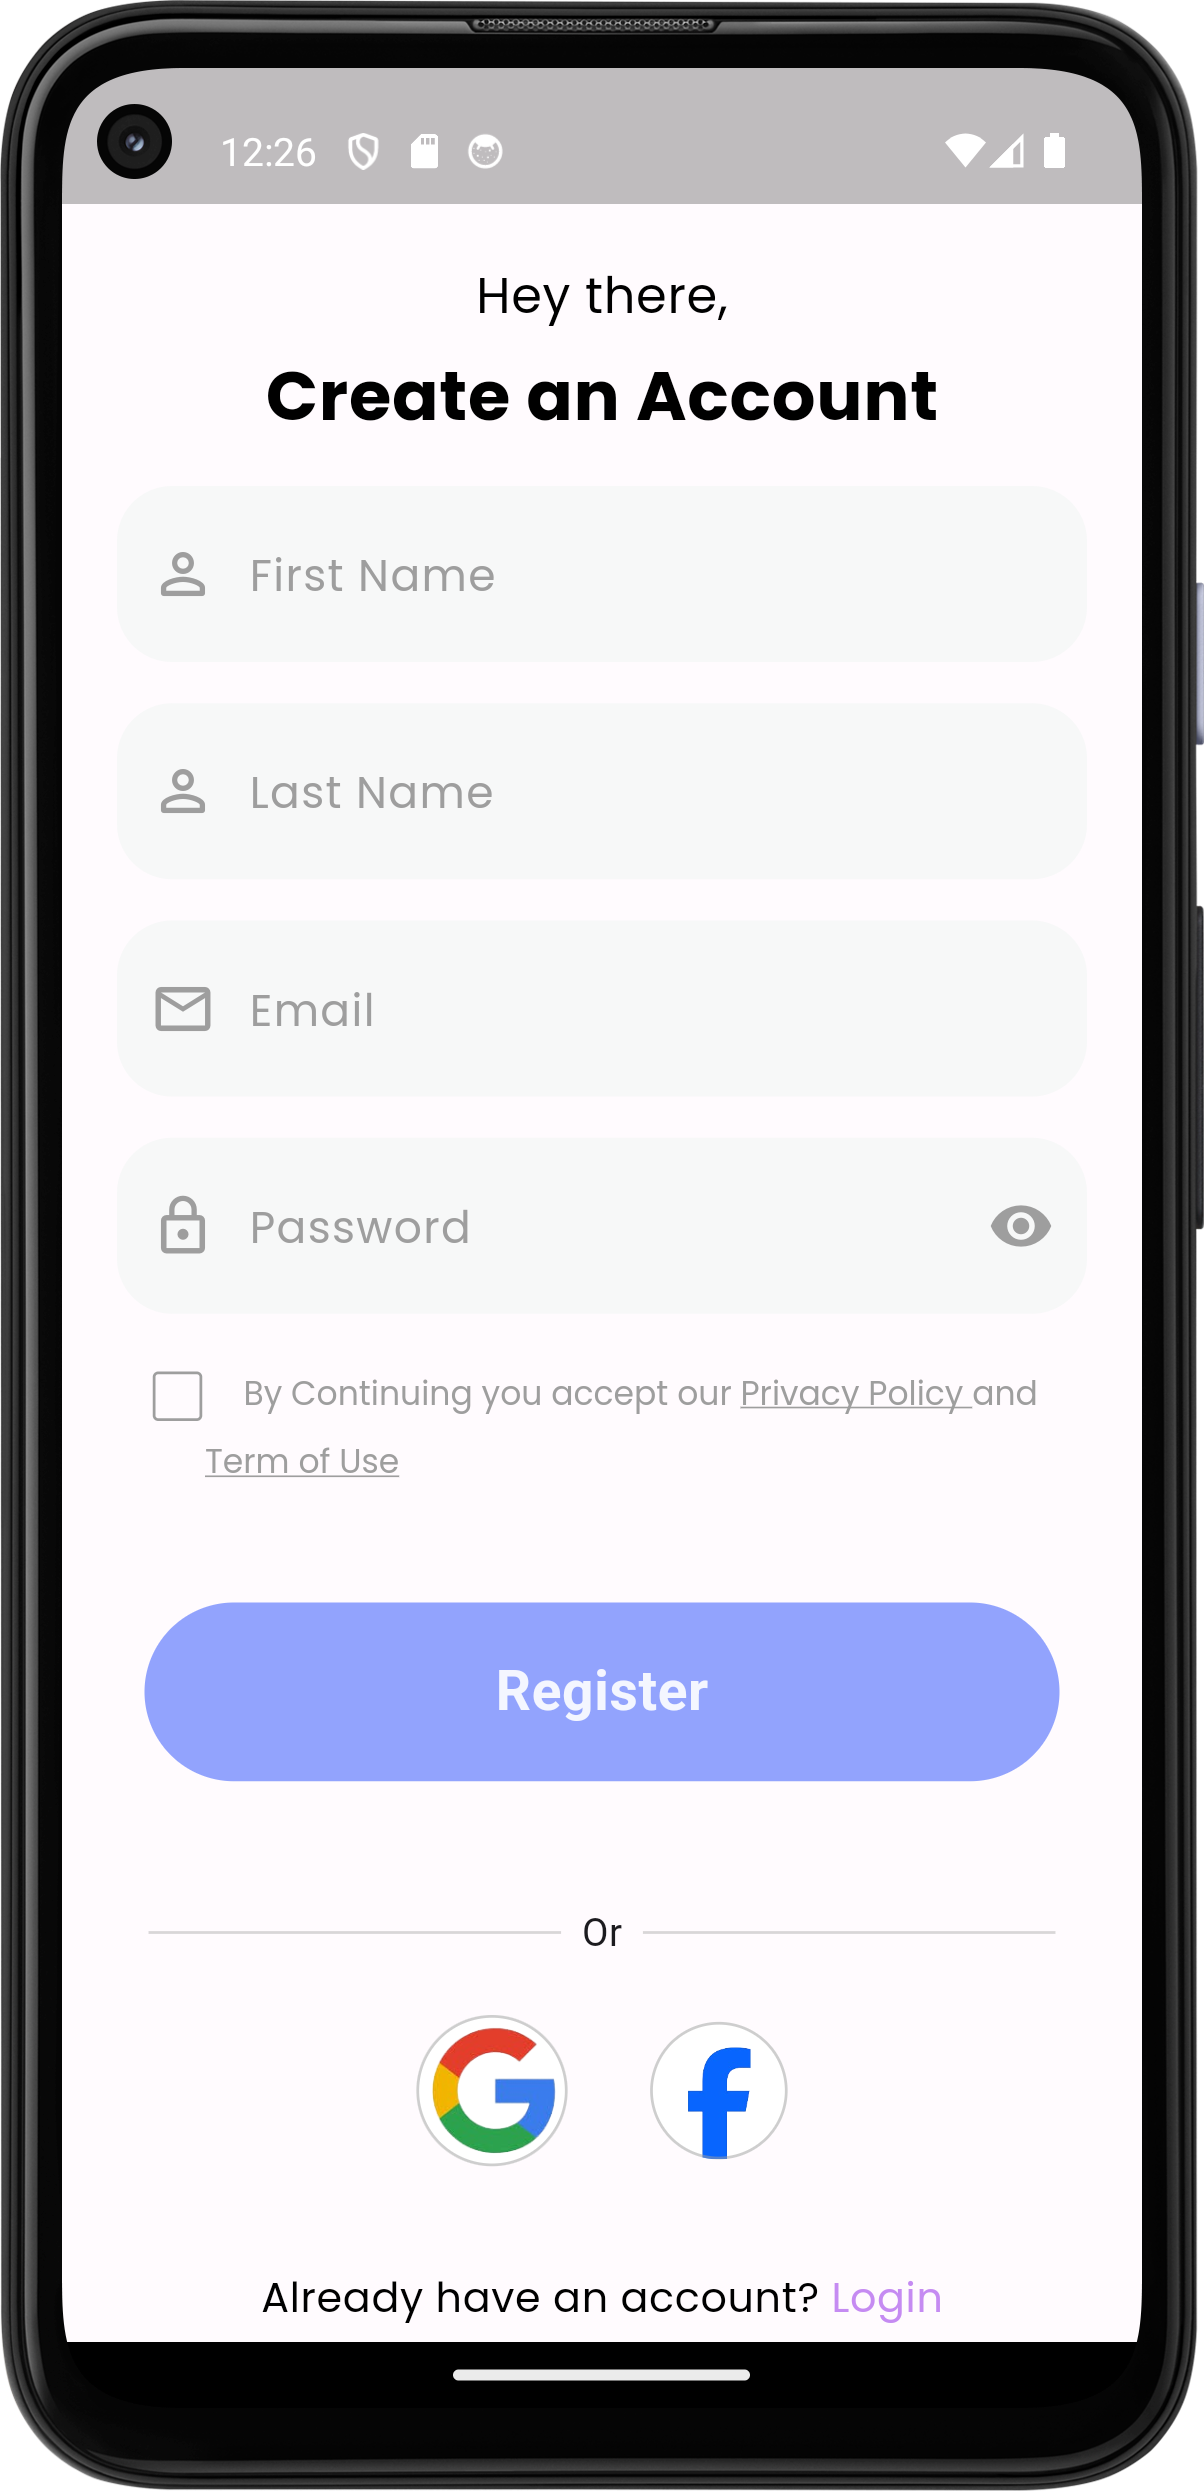 12:26
Hey there,
Create an Account
First Name
Last Name
Email
Password
By Continuing you accept our Privacy Policy and
Term of Use
Register
Or
Already have an account? Login